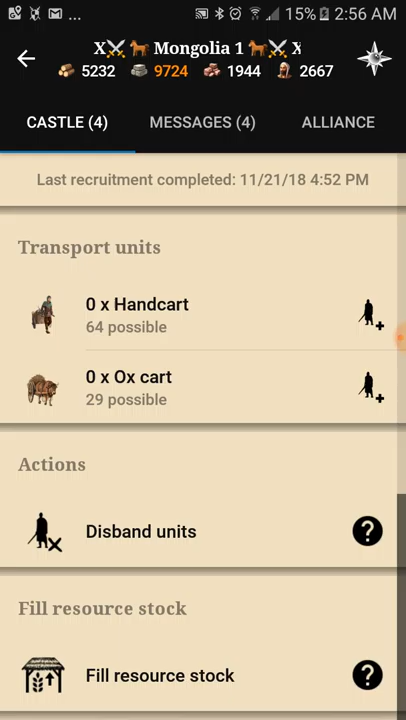 ... 15% 2:56 AM
X⚔ 🐎 Mongolia 1 🐎⚔ X
5232 9724 1944 2667
CASTLE (4) MESSAGES (4) ALLIANCE
Last recruitment completed: 11/21/18 4:52 PM
Transport units
0 x Handcart
64 possible
0 x Ox cart
29 possible
Actions
Disband units
Fill resource stock
Fill resource stock